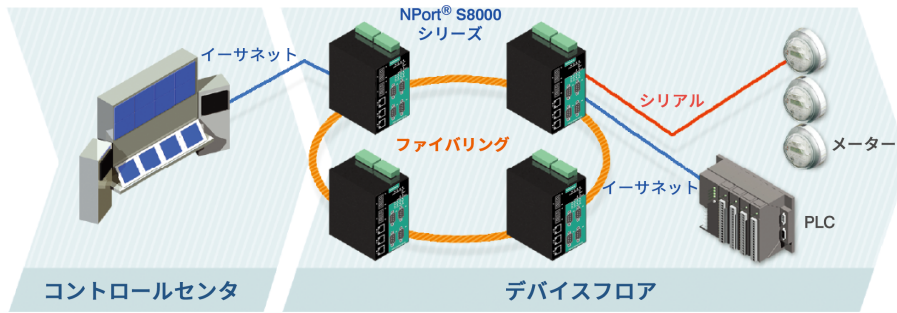 NPort® S8000
シリーズ
イーサネット
シリアル
ファイバリング
メーター
イーサネット
PLC
コントロールセンタ
デバイスフロア